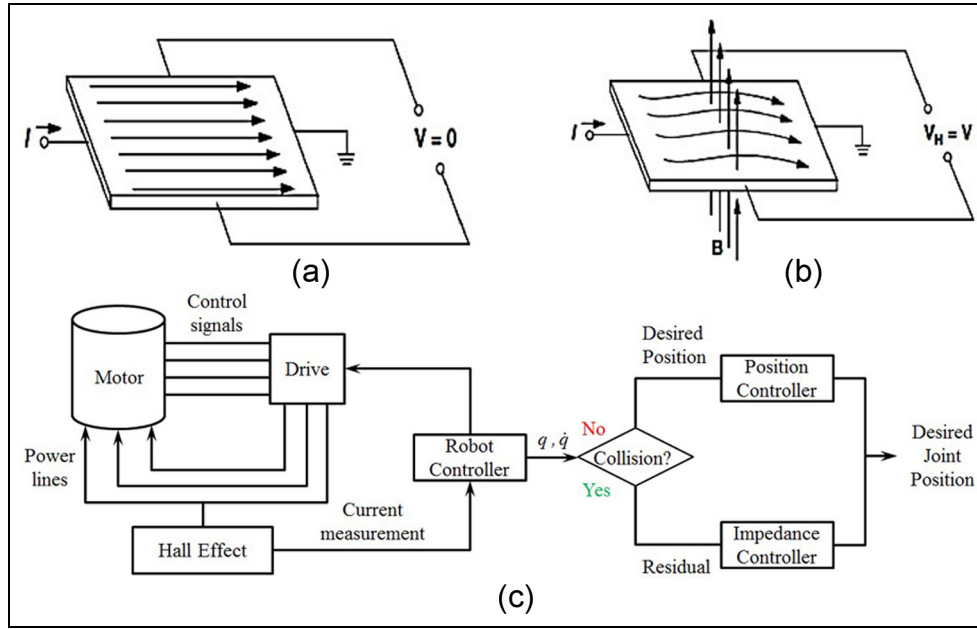 I
V = 0
(a)
I
V_H = V
B
(b)
Control
signals
Motor
Drive
Power
lines
Hall Effect
Current
measurement
Robot
Controller
q , q̇
No
Collision?
Yes
Desired
Position
Position
Controller
Residual
Impedance
Controller
Desired
Joint
Position
(c)